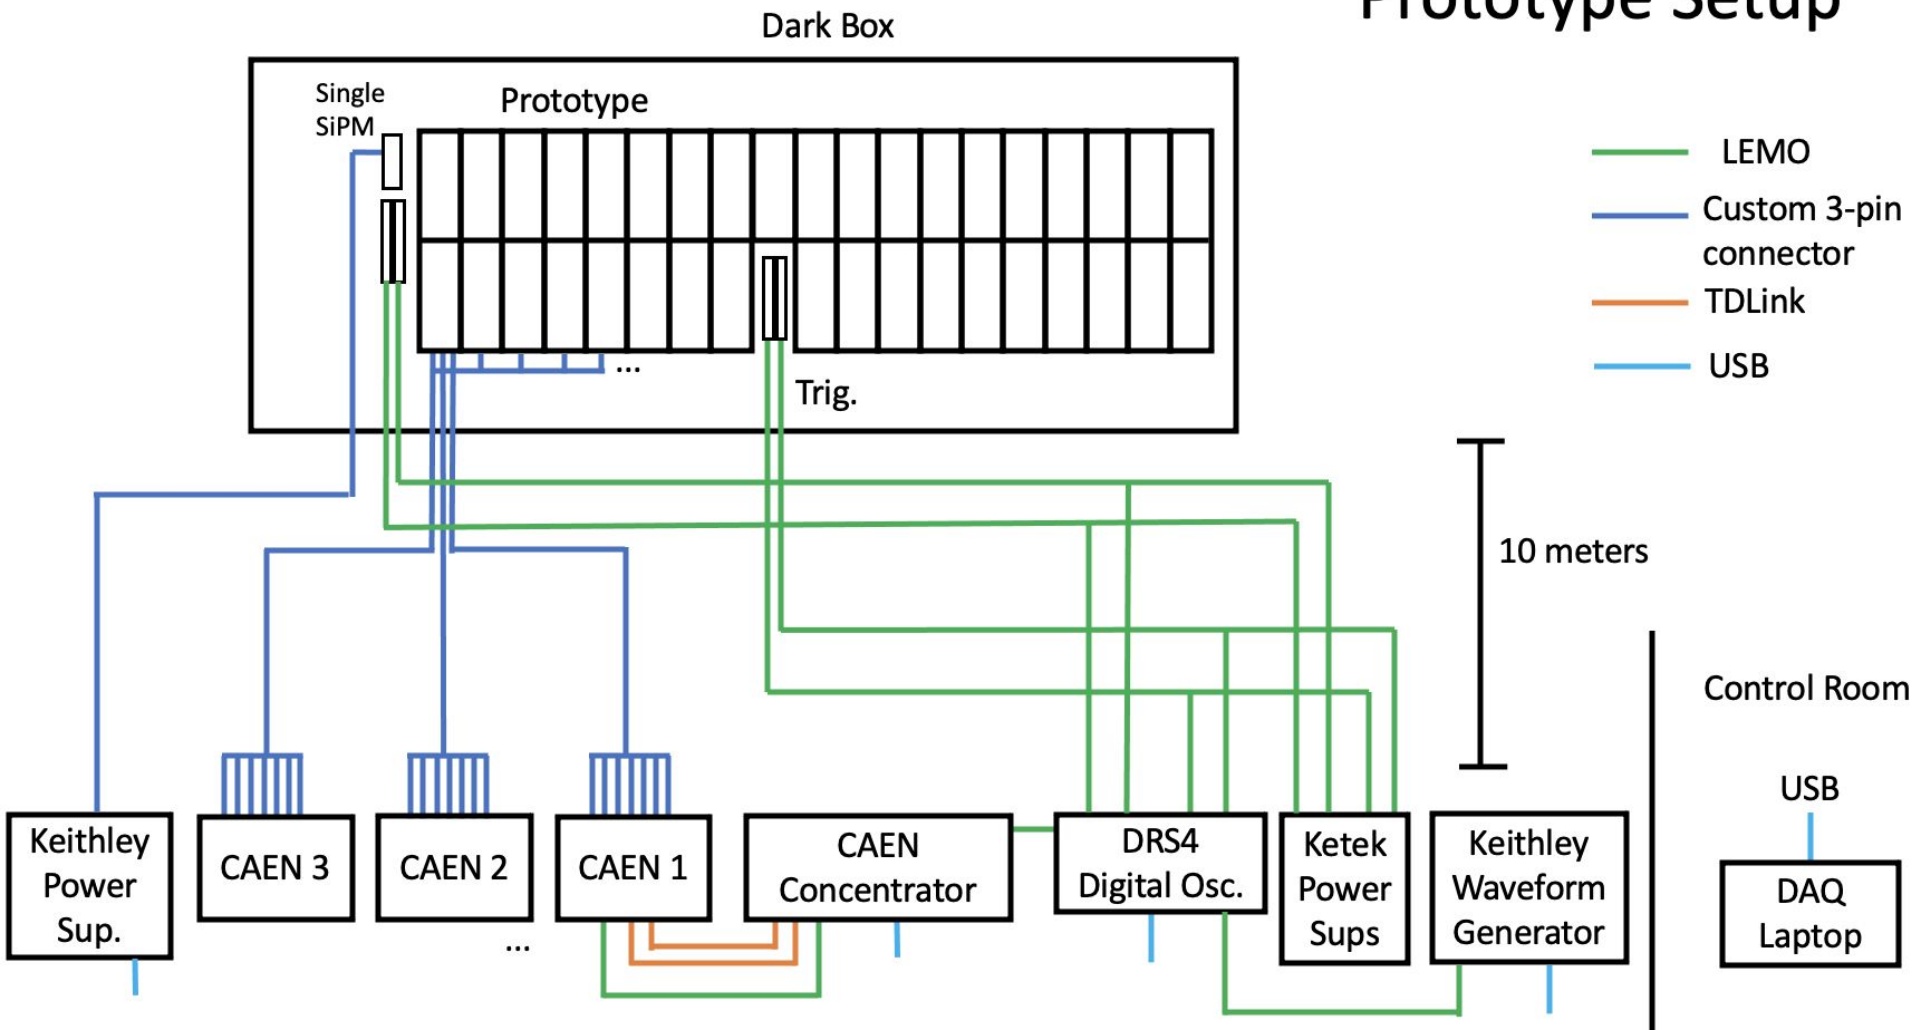 Prototype Setup
Dark Box
Single
SiPM
Prototype
LEMO
Custom 3-pin
connector
TDLink
USB
...
Trig.
10 meters
Control Room
USB
Keithley
Power
Sup.
CAEN 3
CAEN 2
...
CAEN 1
CAEN
Concentrator
DRS4
Digital Osc.
Ketek
Power
Sups
Keithley
Waveform
Generator
DAQ
Laptop